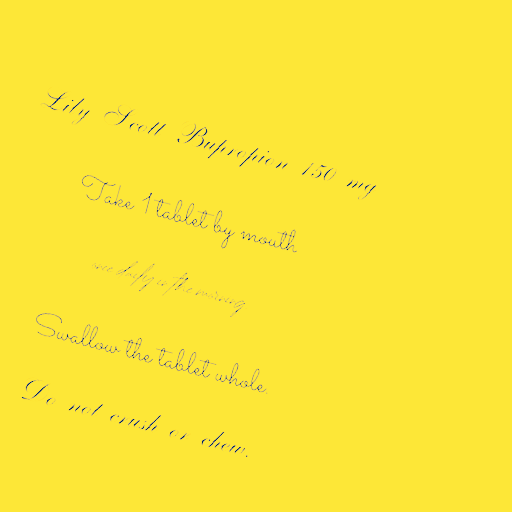 Lily Scott Bupropion 150 mg
Take 1 tablet by mouth
once daily in the morning
Swallow the tablet whole.
Do not crush or chew.